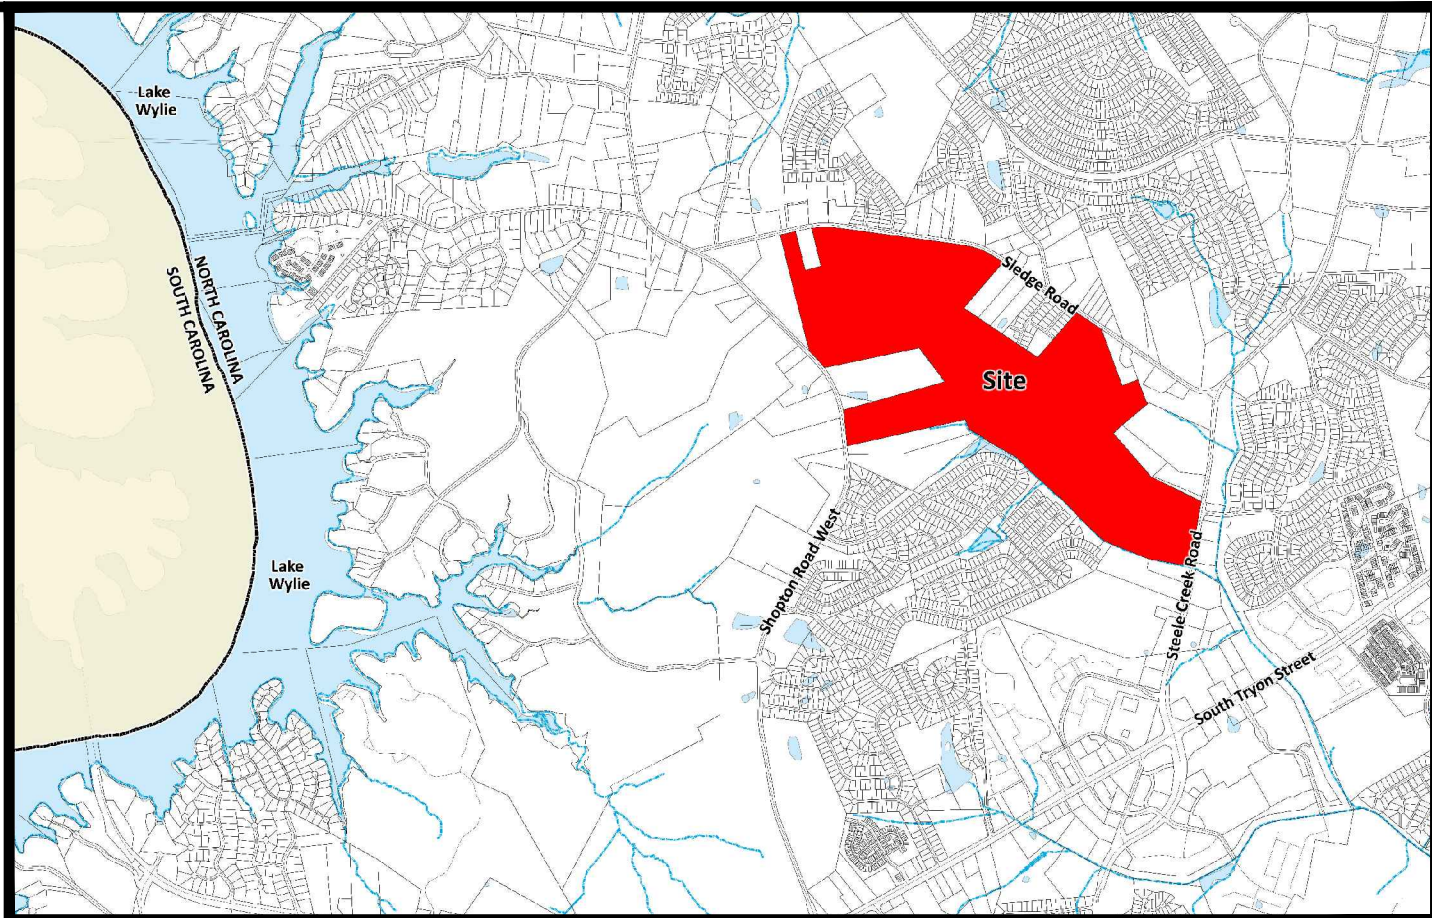 Lake
Wylie
NORTH CAROLINA
SOUTH CAROLINA
Sledge Road
Site
Lake
Wylie
Shopton Road West
Steele Creek Road
South Tryon Street